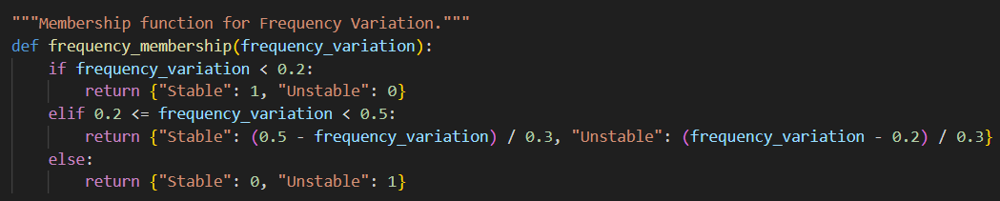 """Membership function for Frequency Variation."""
def frequency_membership(frequency_variation):
    if frequency_variation < 0.2:
        return {"Stable": 1, "Unstable": 0}
    elif 0.2 <= frequency_variation < 0.5:
        return {"Stable": (0.5 - frequency_variation) / 0.3, "Unstable": (frequency_variation - 0.2) / 0.3}
    else:
        return {"Stable": 0, "Unstable": 1}